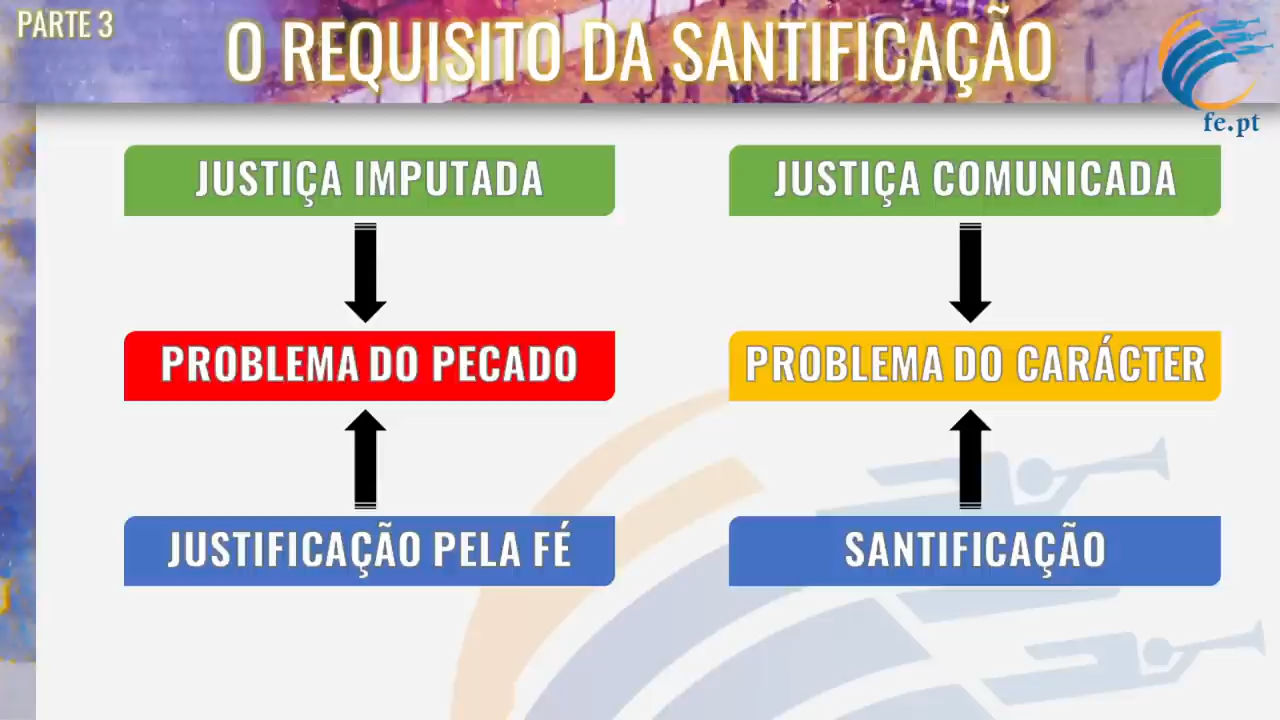 PARTE 3
O REQUISITO DA SANTIFICAÇÃO
fe.pt
JUSTIÇA IMPUTADA
JUSTIÇA COMUNICADA
PROBLEMA DO PECADO
PROBLEMA DO CARÁCTER
JUSTIFICAÇÃO PELA FÉ
SANTIFICAÇÃO